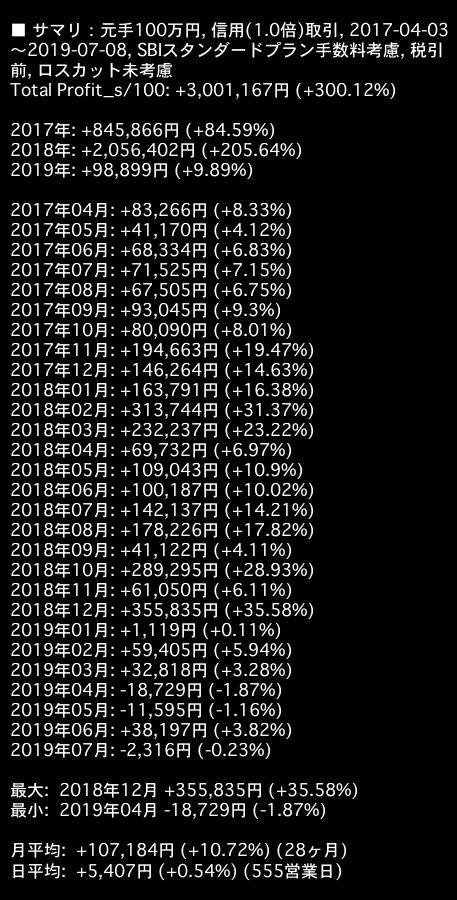 ■ サマリ：元手100万円, 信用(1.0倍)取引, 2017-04-03
～2019-07-08, SBIスタンダードプラン手数料考慮, 税引
前, ロスカット未考慮
Total Profit_s/100: +3,001,167円 (+300.12%)
2017年: +845,866円 (+84.59%)
2018年: +2,056,402円 (+205.64%)
2019年: +98,899円 (+9.89%)
2017年04月: +83,266円 (+8.33%)
2017年05月: +41,170円 (+4.12%)
2017年06月: +68,334円 (+6.83%)
2017年07月: +71,525円 (+7.15%)
2017年08月: +67,505円 (+6.75%)
2017年09月: +93,045円 (+9.3%)
2017年10月: +80,090円 (+8.01%)
2017年11月: +194,663円 (+19.47%)
2017年12月: +146,264円 (+14.63%)
2018年01月: +163,791円 (+16.38%)
2018年02月: +313,744円 (+31.37%)
2018年03月: +232,237円 (+23.22%)
2018年04月: +69,732円 (+6.97%)
2018年05月: +109,043円 (+10.9%)
2018年06月: +100,187円 (+10.02%)
2018年07月: +142,137円 (+14.21%)
2018年08月: +178,226円 (+17.82%)
2018年09月: +41,122円 (+4.11%)
2018年10月: +289,295円 (+28.93%)
2018年11月: +61,050円 (+6.11%)
2018年12月: +355,835円 (+35.58%)
2019年01月: +1,119円 (+0.11%)
2019年02月: +59,405円 (+5.94%)
2019年03月: +32,818円 (+3.28%)
2019年04月: -18,729円 (-1.87%)
2019年05月: -11,595円 (-1.16%)
2019年06月: +38,197円 (+3.82%)
2019年07月: -2,316円 (-0.23%)
最大: 2018年12月 +355,835円 (+35.58%)
最小: 2019年04月 -18,729円 (-1.87%)
月平均: +107,184円 (+10.72%) (28ヶ月)
日平均: +5,407円 (+0.54%) (555営業日)